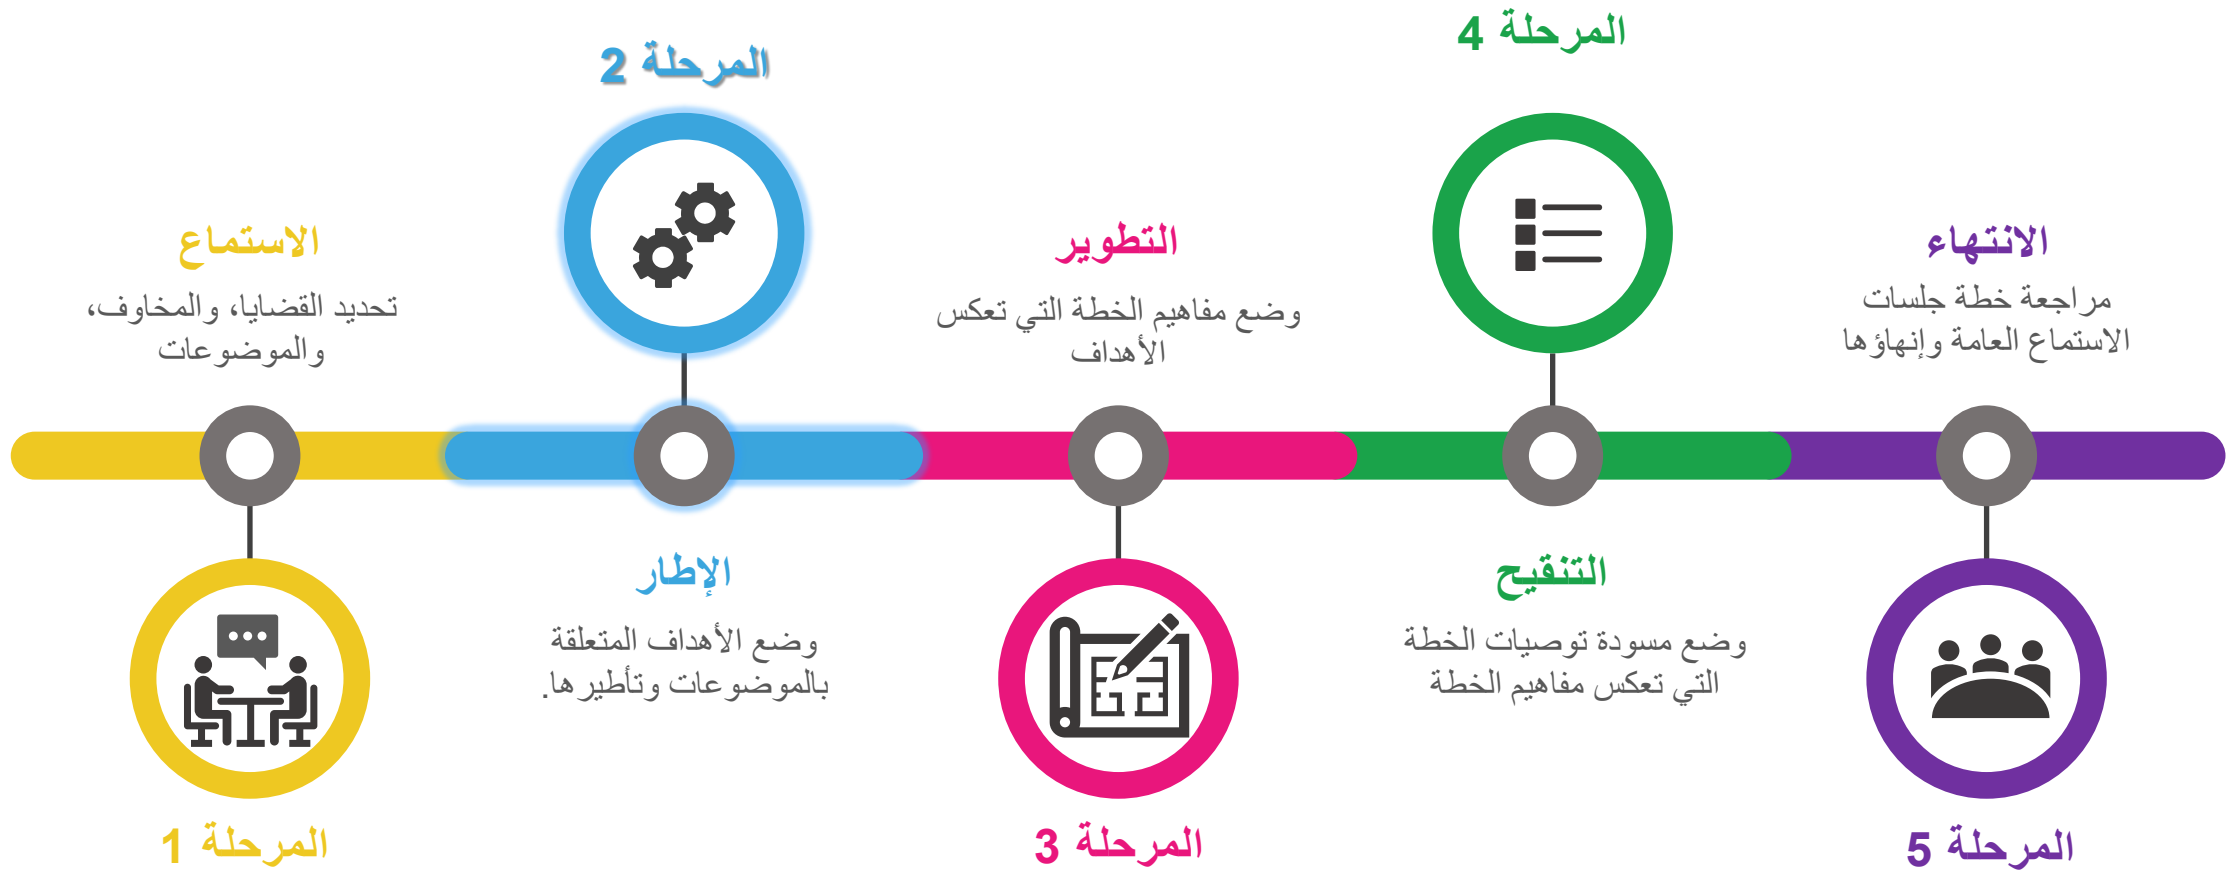 الاستماع
تحديد القضايا، والمخاوف،
والموضوعات
المرحلة 1
المرحلة 2
الإطار
وضع الأهداف المتعلقة
بالموضوعات وتأطيرها.
التطوير
وضع مفاهيم الخطة التي تعكس
الأهداف
المرحلة 3
المرحلة 4
التنقيح
وضع مسودة توصيات الخطة
التي تعكس مفاهيم الخطة
الانتهاء
مراجعة خطة جلسات
الاستماع العامة وإنهاؤها
المرحلة 5